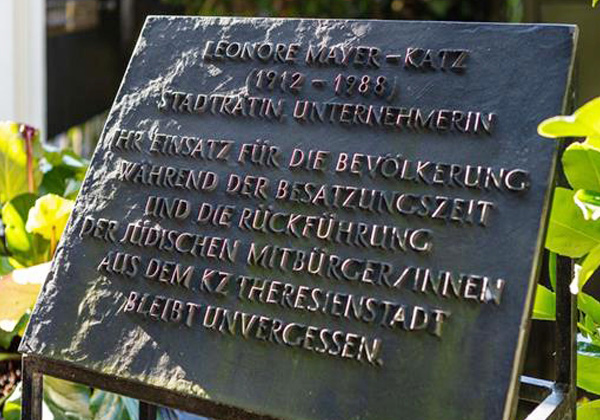 LEONORE MAYER-KATZ
(1912 - 1988)
STADTRÄTIN, UNTERNEHMERIN
IHR EINSATZ FÜR DIE BEVÖLKERUNG
WÄHREND DER BESATZUNGSZEIT
UND DIE RÜCKFÜHRUNG
DER JÜDISCHEN MITBÜRGER/INNEN
AUS DEM KZ THERESIENSTADT
BLEIBT UNVERGESSEN.